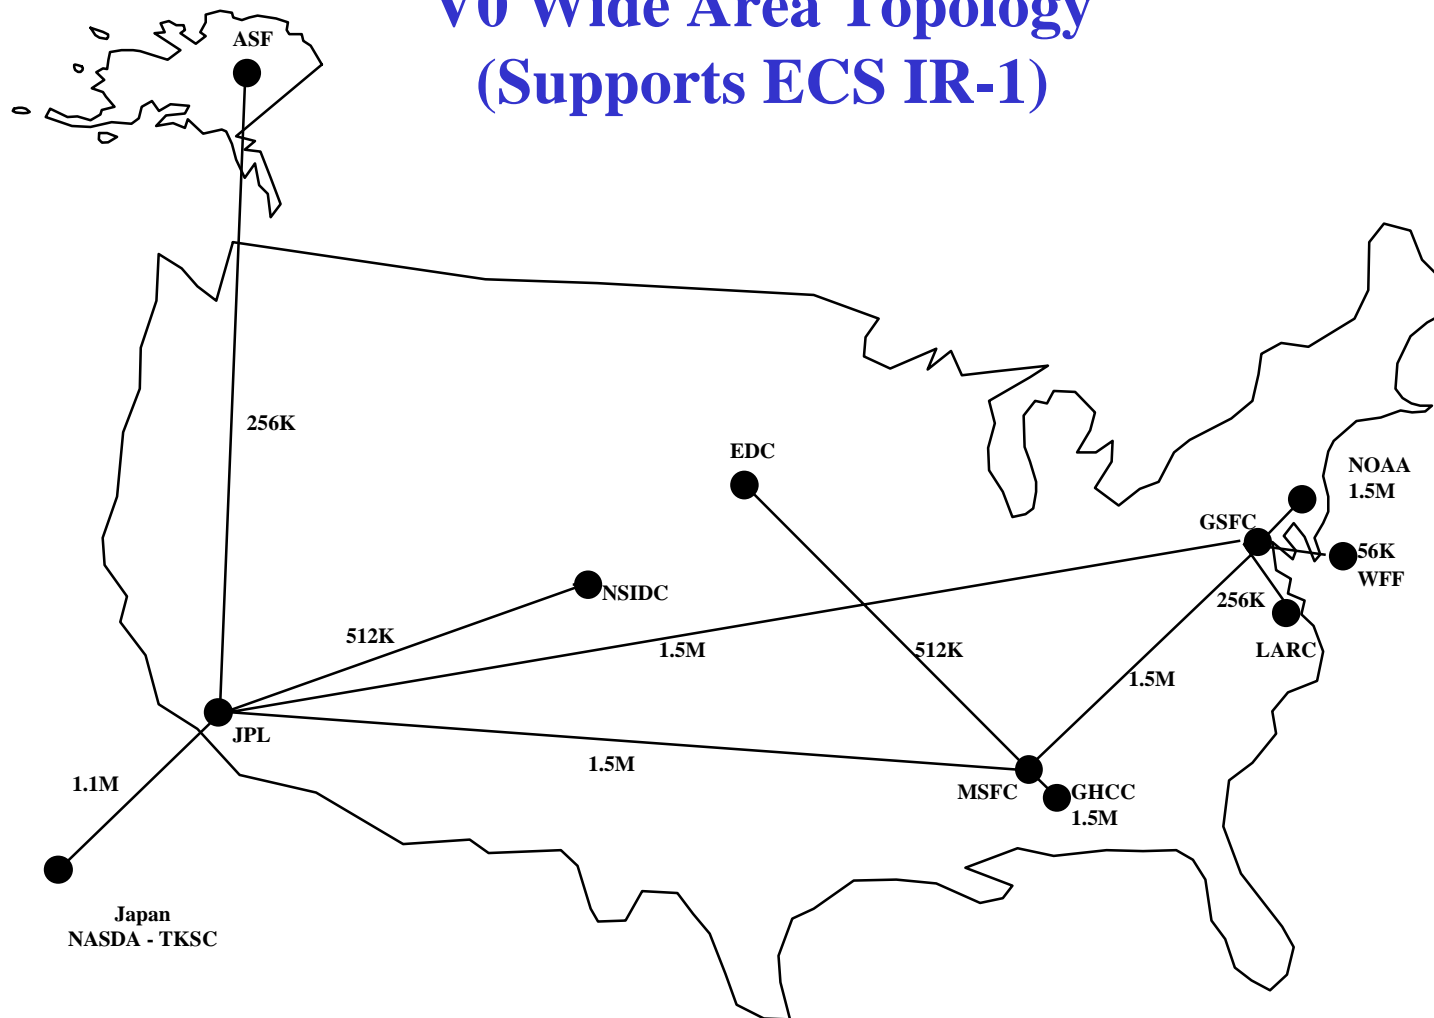 V0 Wide Area Topology
(Supports ECS IR-1)
ASF
256K
EDC
NOAA
1.5M
GSFC
56K
WFF
NSIDC
256K
512K
1.5M
512K
LARC
1.5M
JPL
1.5M
1.1M
MSFC
GHCC
1.5M
Japan
NASDA - TKSC